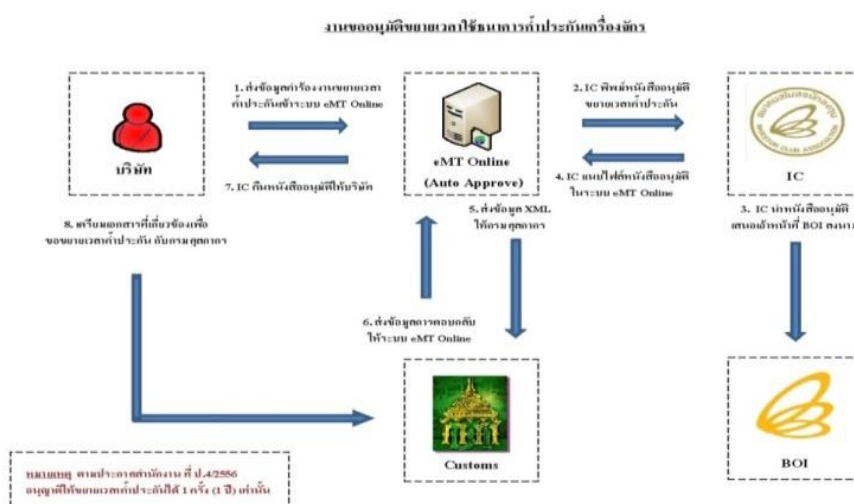 งานขออนุมัติขยายเวลาใช้ธนาคารค้ำประกันเครื่องจักร
1. ส่งข้อมูลคำร้องงานขยายเวลา
ค้ำประกันเข้าระบบ eMT Online
2. IC พิมพ์หนังสืออนุมัติ
ขยายเวลาค้ำประกัน
บริษัท
eMT Online
(Auto Approve)
IC
7. IC คืนหนังสืออนุมัติให้บริษัท
4. IC แนบไฟล์หนังสืออนุมัติ
ในระบบ eMT Online
8. เตรียมเอกสารที่เกี่ยวข้องเพื่อ
ขอขยายเวลาค้ำประกัน กับกรมศุลกากร
5. ส่งข้อมูล XML
ให้กรมศุลกากร
3. IC นำหนังสืออนุมัติ
เสนอเจ้าหน้าที่ BOI ลงนาม
6. ส่งข้อมูลการตอบกลับ
ให้ระบบ eMT Online
Customs
BOI
หมายเหตุ ตามประกาศสำนักงาน ที่ ป.4/2556
อนุญาตให้ขยายเวลาค้ำประกันได้ 1 ครั้ง (1 ปี) เท่านั้น